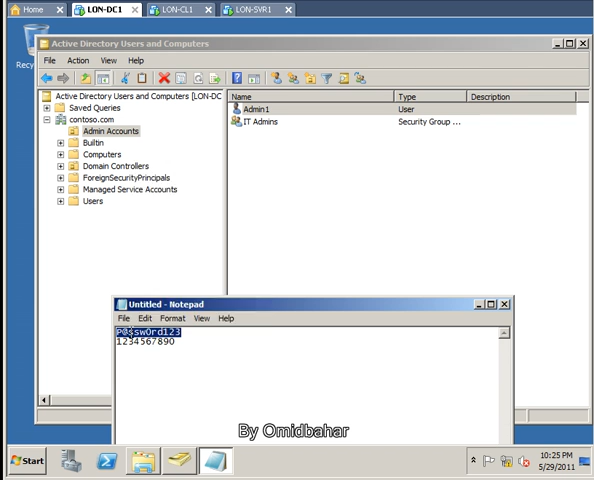 Home LON-DC1 LON-CL1 LON-SVR1
Active Directory Users and Computers
File Action View Help
Active Directory Users and Computers [LON-DC
Saved Queries
contoso.com
Admin Accounts
Builtin
Computers
Domain Controllers
ForeignSecurityPrincipals
Managed Service Accounts
Users
Name Type Description
Admin1 User
IT Admins Security Group ...
Untitled - Notepad
File Edit Format View Help
P@ssw0rd123
1234567890
By Omidbahar
Start
10:25 PM
5/29/2011